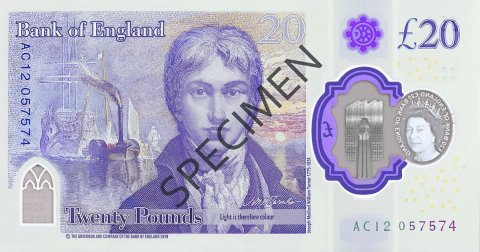 Bank of England
20
£20
AC12 057574
SPECIMEN
Twenty Pounds
Light is therefore colour
Joseph Mallord William Turner 1775-1851
© THE GOVERNOR AND COMPANY OF THE BANK OF ENGLAND 2018
AC12 057574